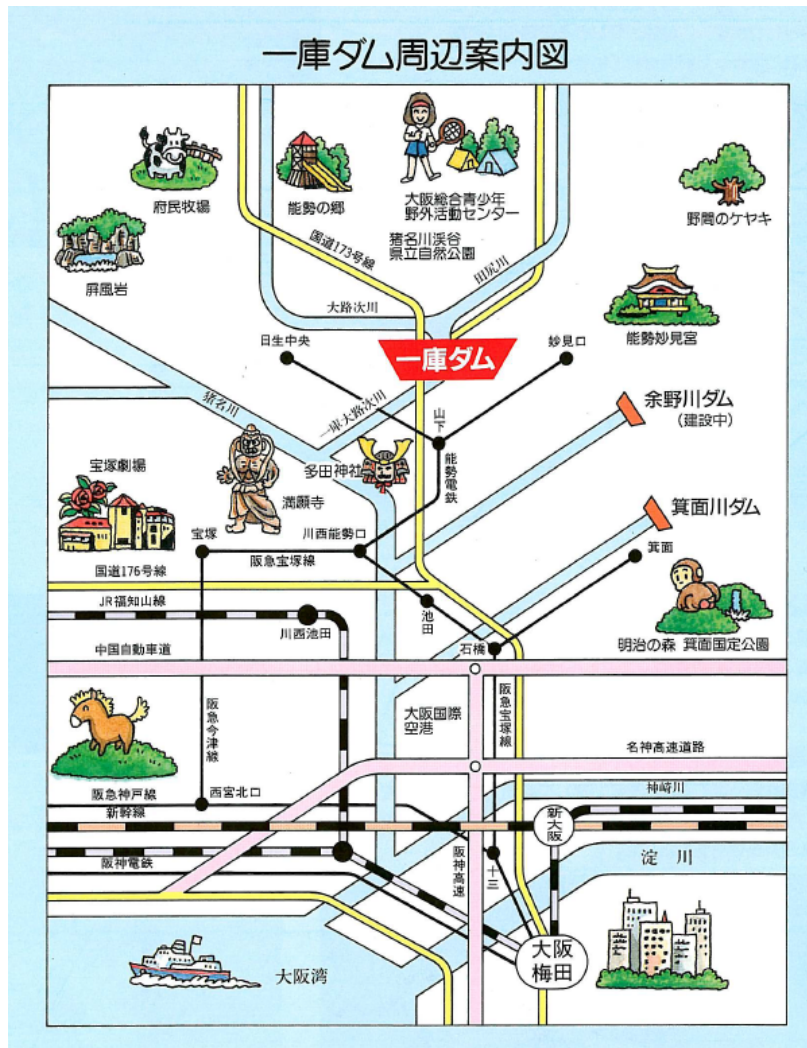 一庫ダム周辺案内図
府民牧場
能勢の郷
大阪総合青少年
野外活動センター
猪名川渓谷
県立自然公園
野間のケヤキ
屏風岩
国道173号線
田尻川
大路次川
能勢妙見宮
日生中央
一庫ダム
妙見口
猪名川
一庫大路次川
山下
余野川ダム
(建設中)
宝塚劇場
多田神社
能勢電鉄
満願寺
箕面川ダム
宝塚
川西能勢口
阪急宝塚線
箕面
国道176号線
JR福知山線
川西池田
池田
石橋
明治の森 箕面国定公園
中国自動車道
阪急今津線
大阪国際
空港
阪急宝塚線
名神高速道路
阪急神戸線
西宮北口
神崎川
新幹線
新大阪
阪神電鉄
阪神高速
十三
淀川
大阪湾
大阪
梅田